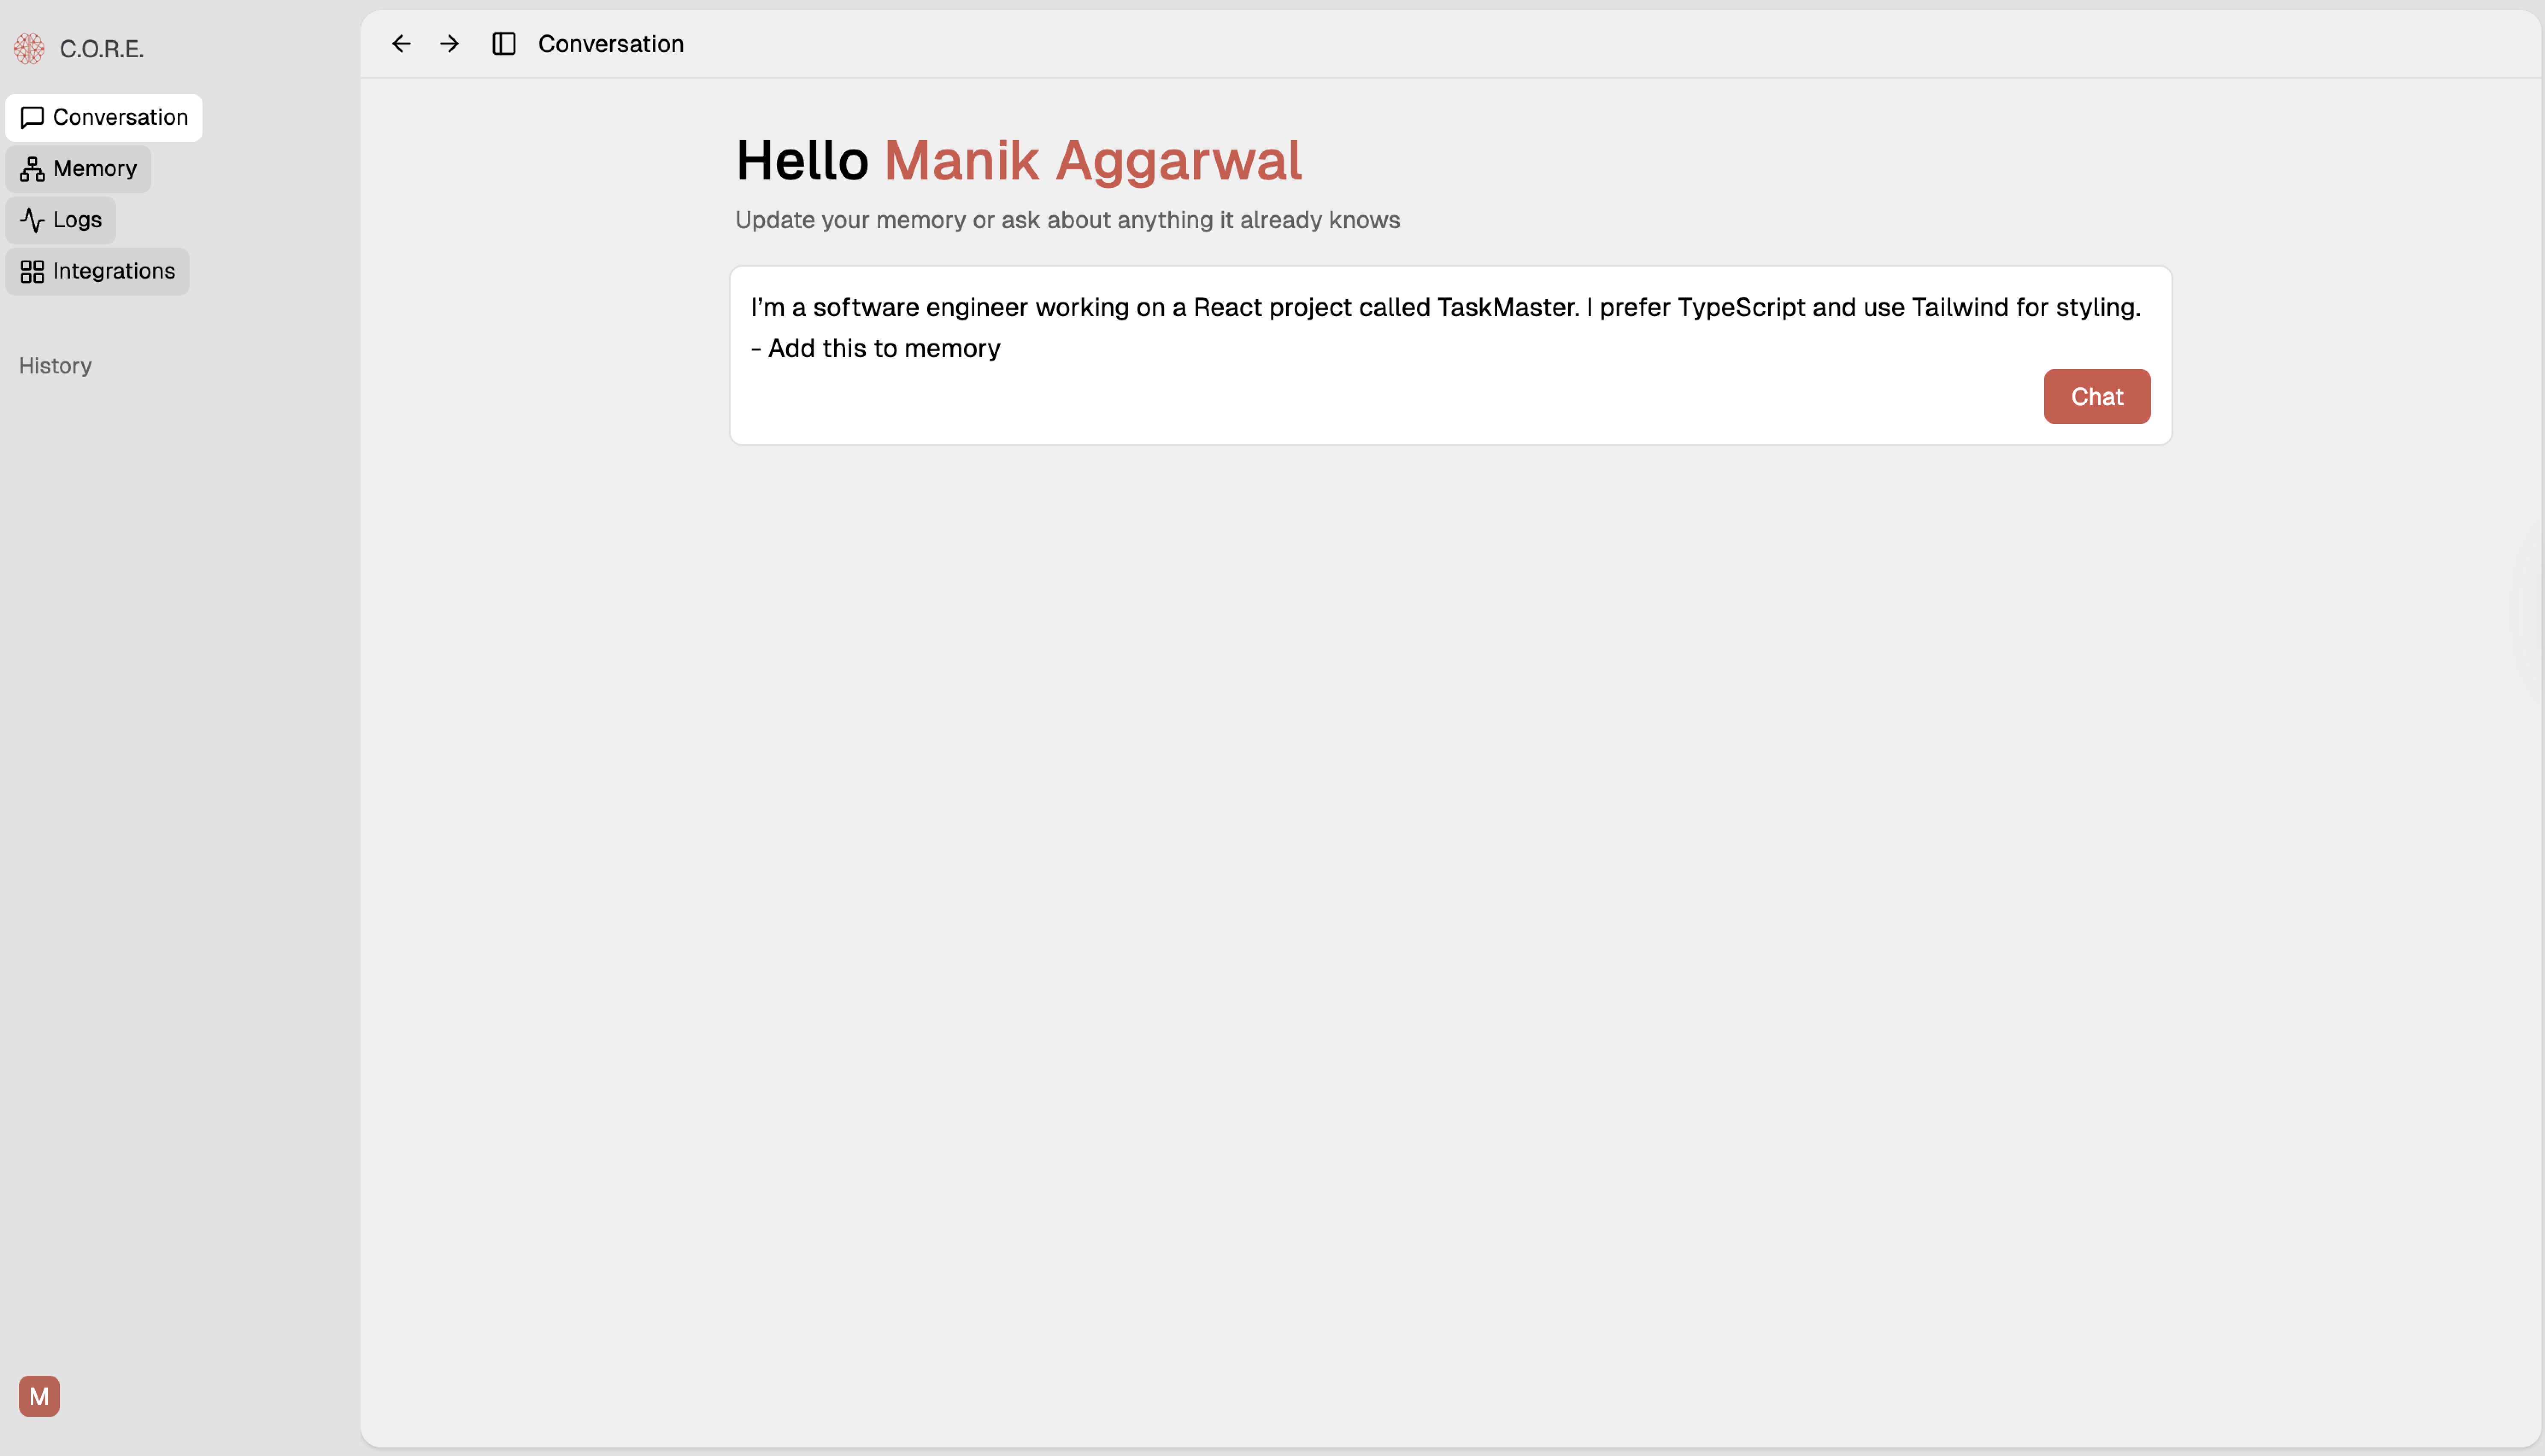 C.O.R.E.
Conversation
Memory
Logs
Integrations
History
M
Conversation
Hello Manik Aggarwal
Update your memory or ask about anything it already knows
I’m a software engineer working on a React project called TaskMaster. I prefer TypeScript and use Tailwind for styling.
- Add this to memory
Chat